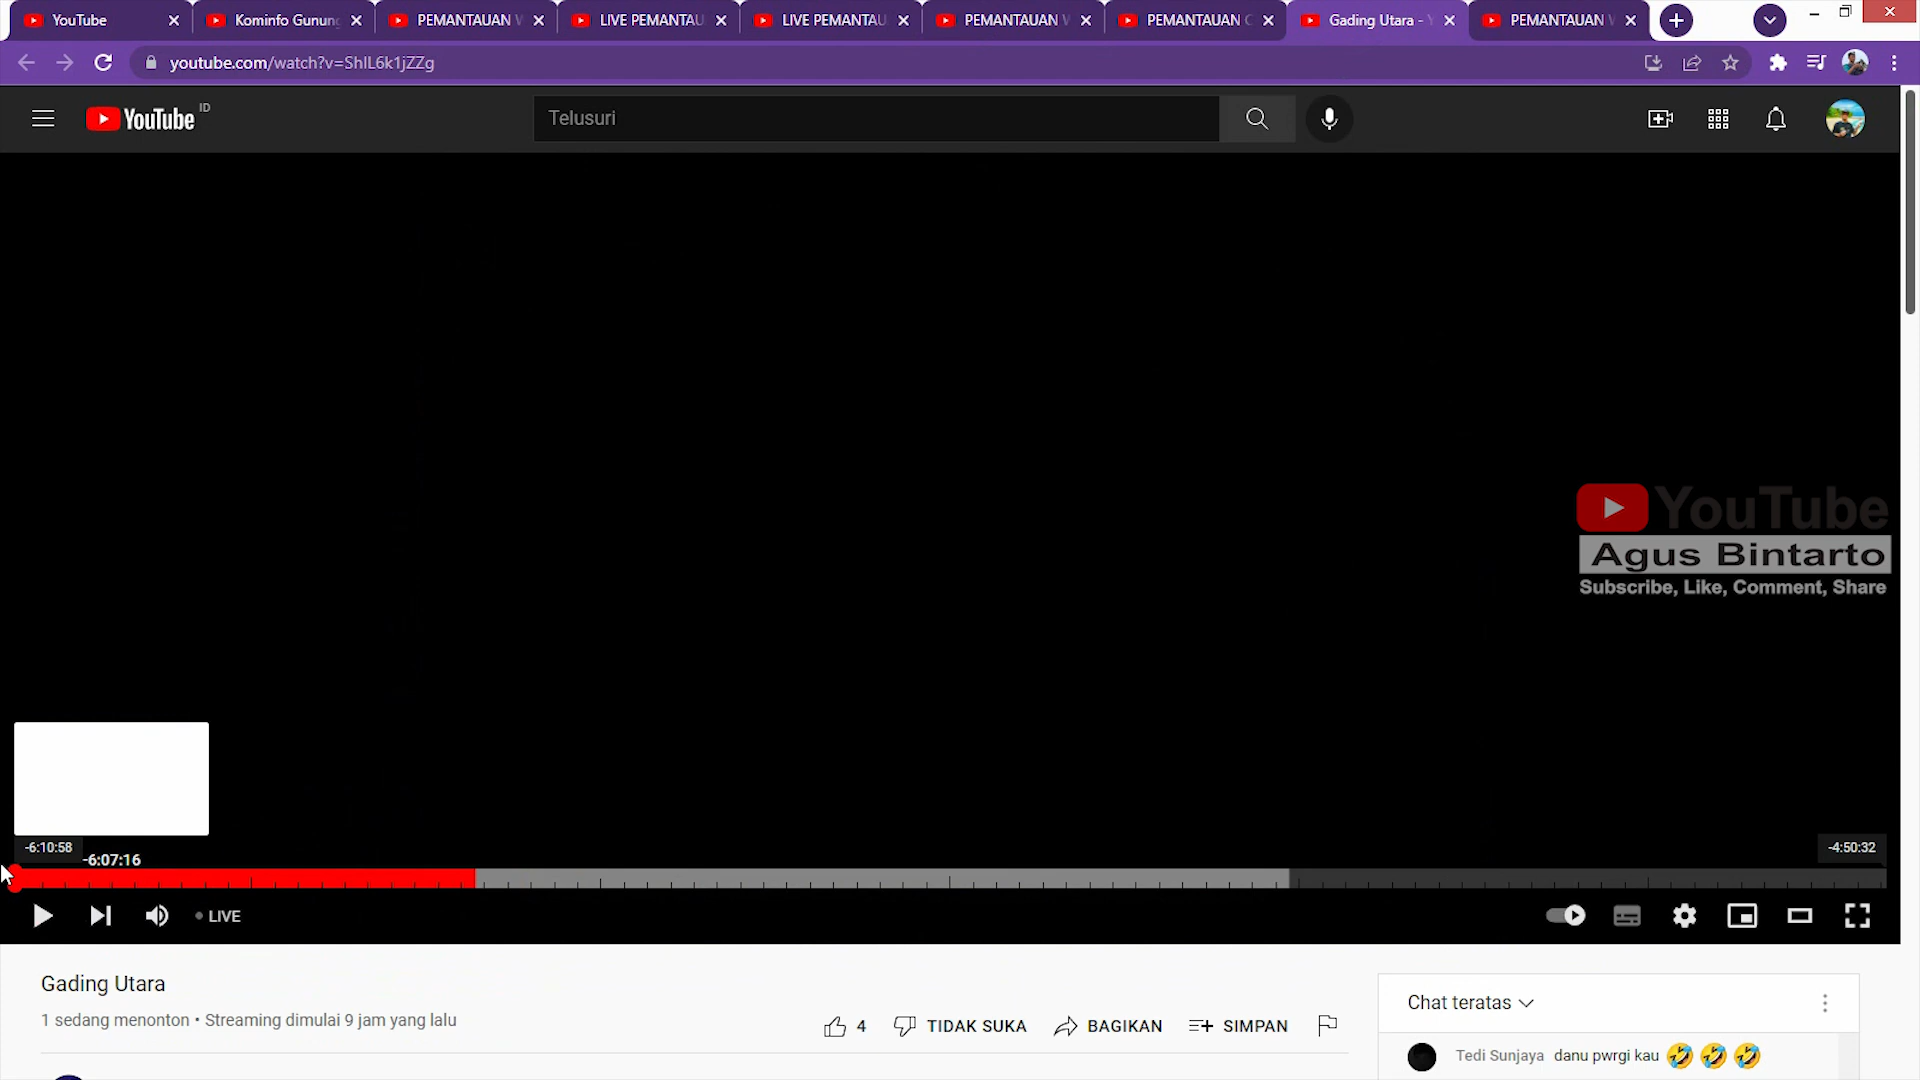 YouTube
Kominfo Gunung
PEMANTAUAN
LIVE PEMANTAU
LIVE PEMANTAU
PEMANTAUAN
PEMANTAUAN
Gading Utara -
PEMANTAUAN
youtube.com/watch?v=ShlL6k1jZZg
YouTube ID
Telusuri
YouTube
Agus Bintarto
Subscribe, Like, Comment, Share
-6:10:58
-6:07:16
-4:50:32
LIVE
Gading Utara
1 sedang menonton • Streaming dimulai 9 jam yang lalu
4 TIDAK SUKA BAGIKAN SIMPAN
Chat teratas
Tedi Sunjaya danu pwrgi kau 🤣🤣🤣